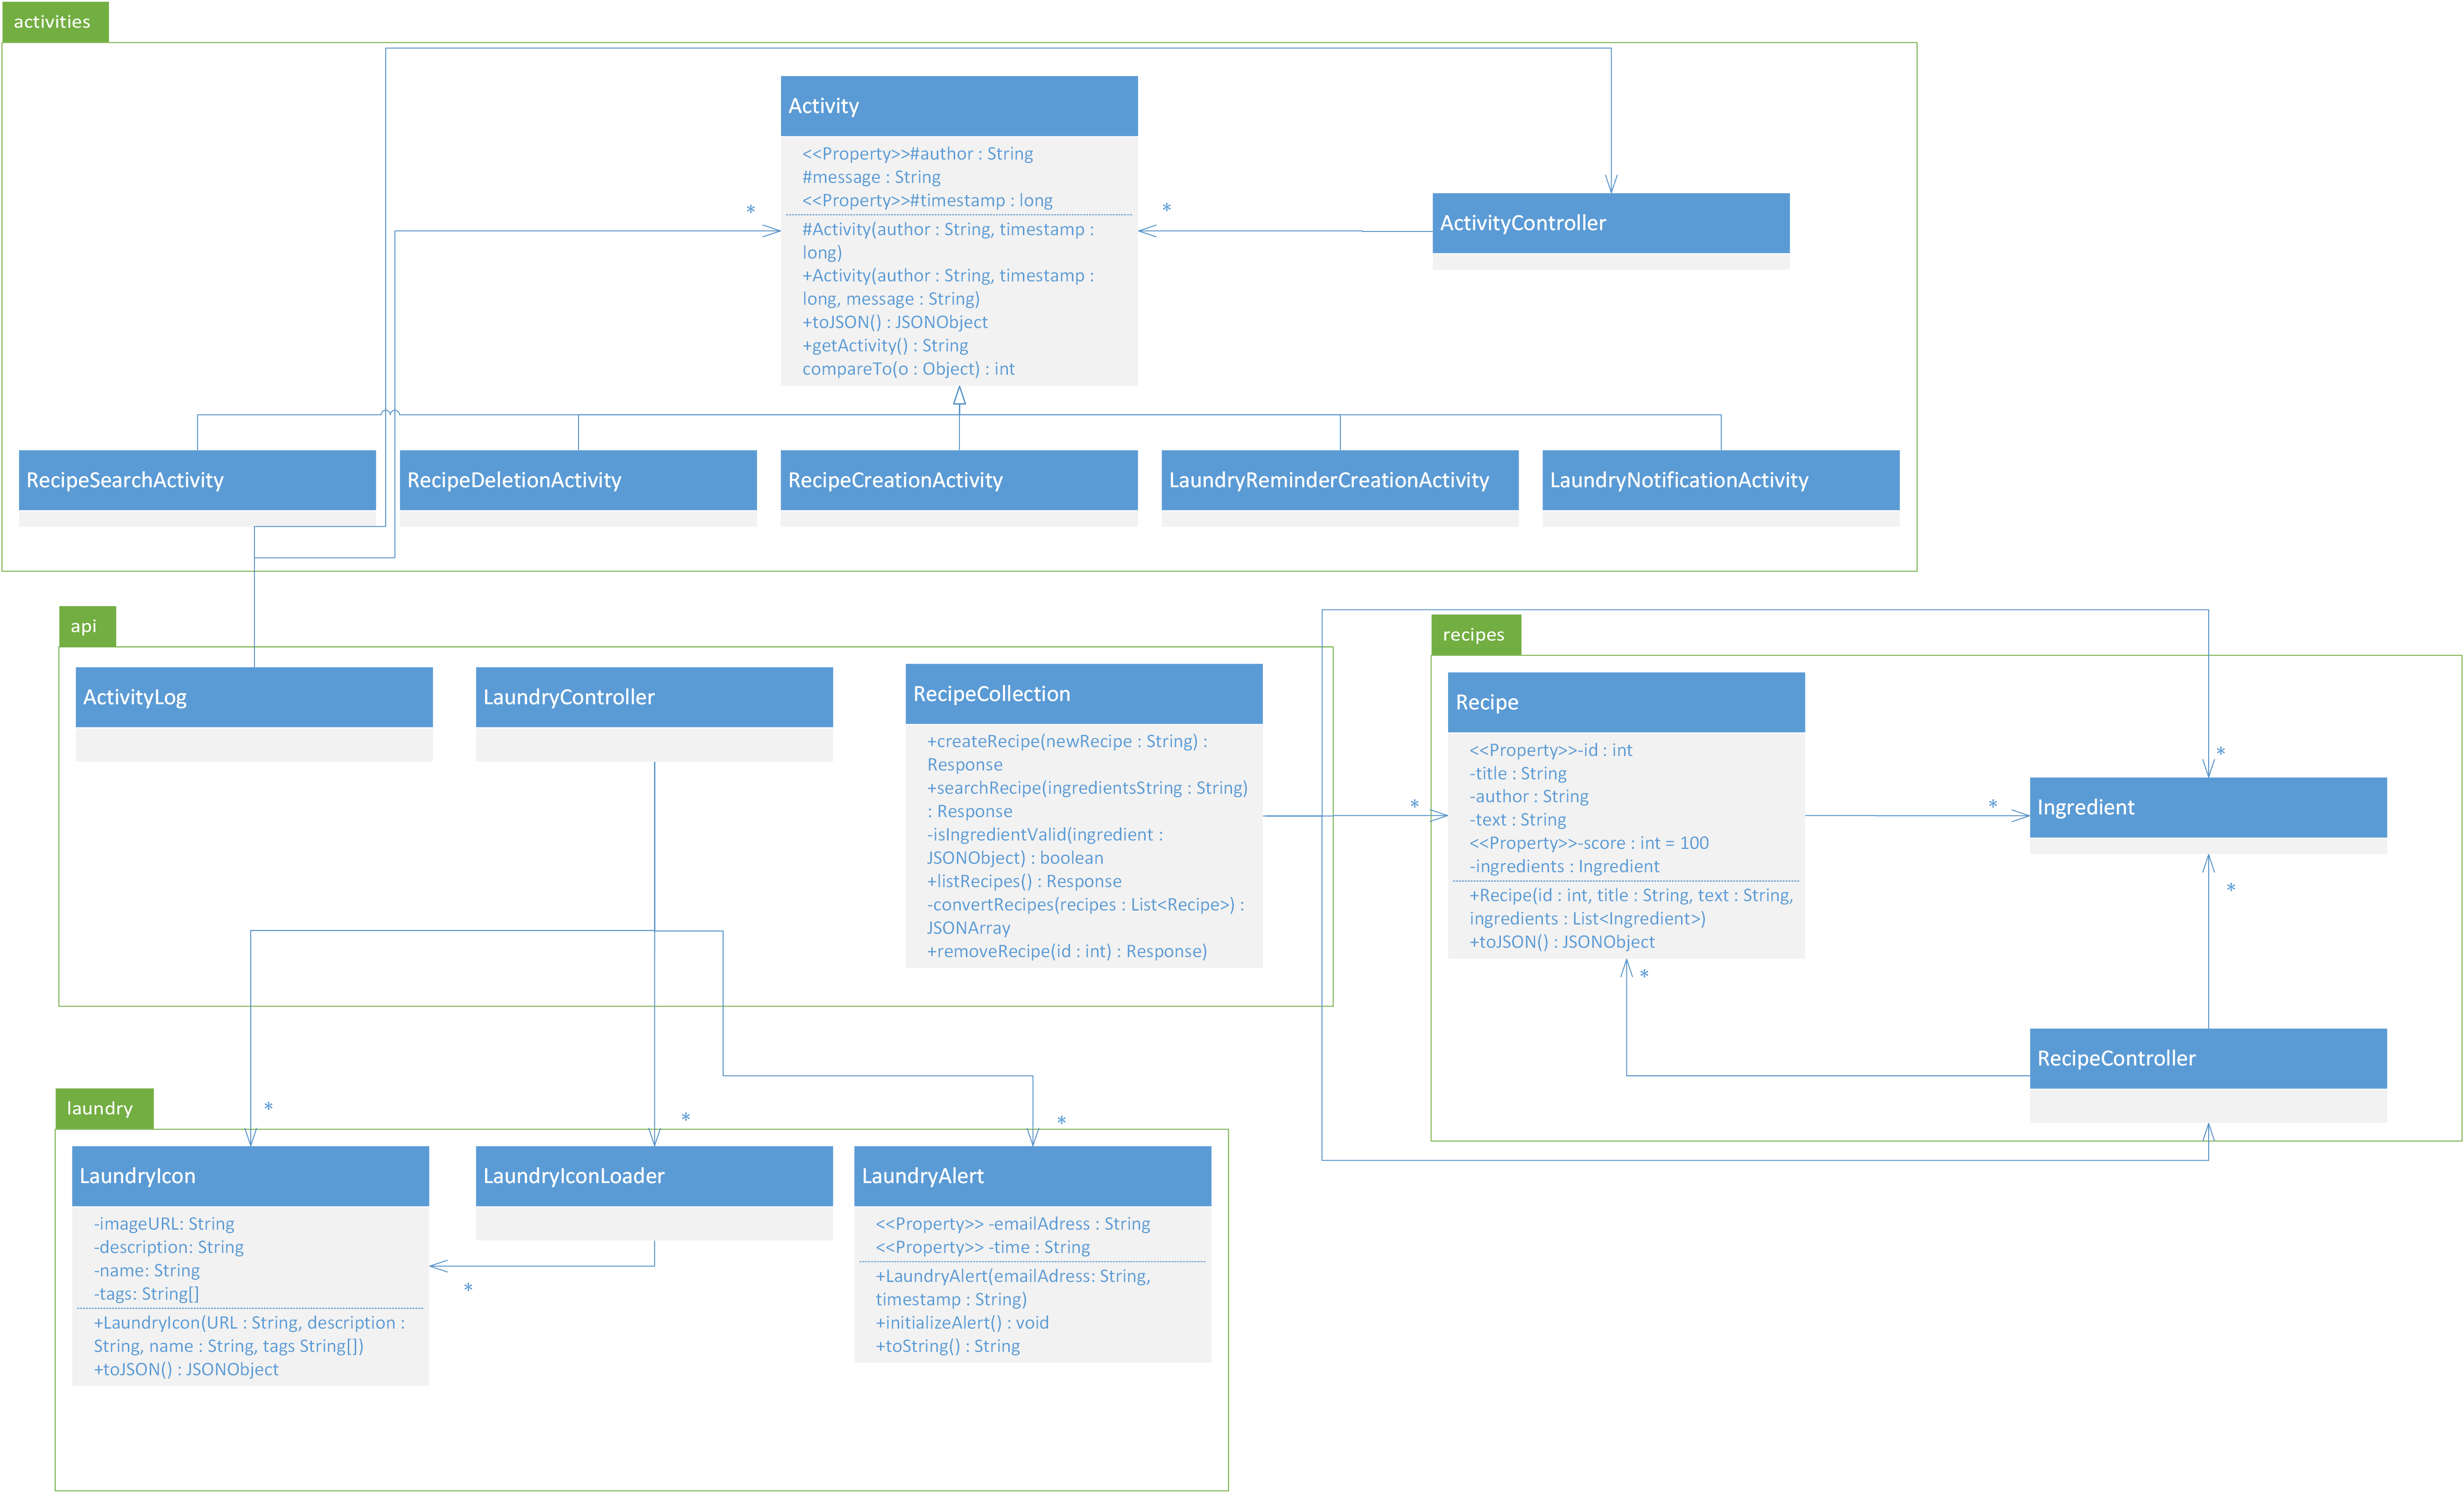 activities
Activity
<<Property>>#author : String
#message : String
<<Property>>#timestamp : long
#Activity(author : String, timestamp :
long)
+Activity(author : String, timestamp :
long, message : String)
+toJSON() : JSONObject
+getActivity() : String
compareTo(o : Object) : int
*
*
ActivityController
RecipeSearchActivity
RecipeDeletionActivity
RecipeCreationActivity
LaundryReminderCreationActivity
LaundryNotificationActivity
api
ActivityLog
LaundryController
RecipeCollection
+createRecipe(newRecipe : String) :
Response
+searchRecipe(ingredientsString : String)
: Response
-isIngredientValid(ingredient :
JSONObject) : boolean
+listRecipes() : Response
-convertRecipes(recipes : List<Recipe>) :
JSONArray
+removeRecipe(id : int) : Response)
recipes
Recipe
<<Property>>-id : int
-title : String
-author : String
-text : String
<<Property>>-score : int = 100
-ingredients : Ingredient
+Recipe(id : int, title : String, text : String,
ingredients : List<Ingredient>)
+toJSON() : JSONObject
*
*
*
Ingredient
*
*
RecipeController
laundry
*
*
*
LaundryIcon
-imageURL: String
-description: String
-name: String
-tags: String[]
+LaundryIcon(URL : String, description :
String, name : String, tags String[])
+toJSON() : JSONObject
*
LaundryIconLoader
LaundryAlert
<<Property>> -emailAdress : String
<<Property>> -time : String
+LaundryAlert(emailAdress: String,
timestamp : String)
+initializeAlert() : void
+toString() : String